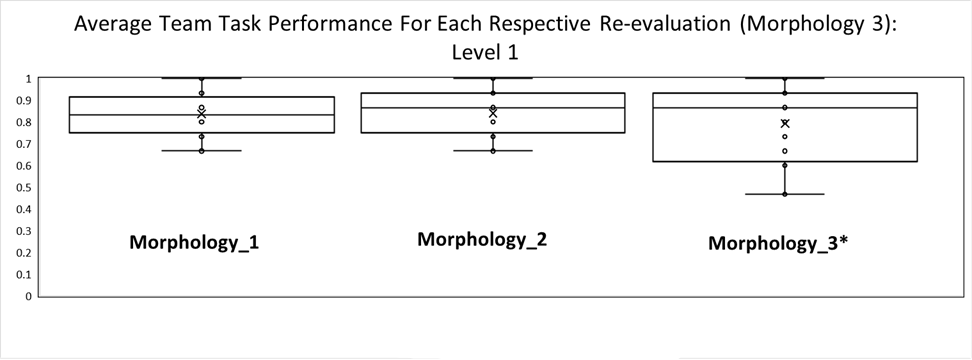 Average Team Task Performance For Each Respective Re-evaluation (Morphology 3):
Level 1
1
0.9
0.8
0.7
0.6
0.5
0.4
0.3
0.2
0.1
0
Morphology_1
Morphology_2
Morphology_3*